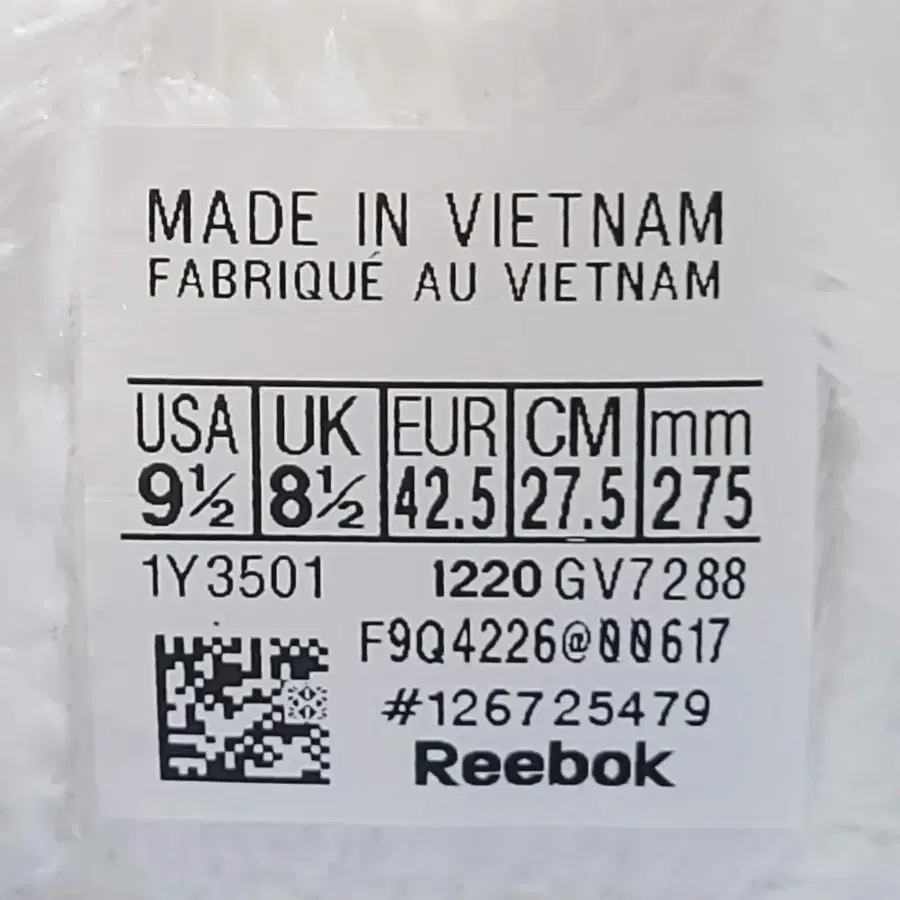 MADE IN VIETNAM
FABRIQUÉ AU VIETNAM
USA UK EUR CM mm
9½ 8½ 42.5 27.5 275
1Y3501 1220 GV7288
F9Q4226@00617
#126725479
Reebok